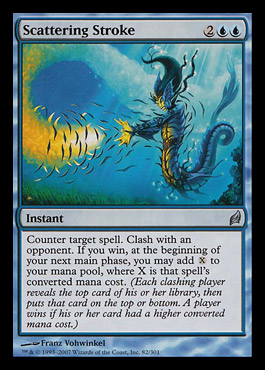 Scattering Stroke 2
Instant
Counter target spell. Clash with an
opponent. If you win, at the beginning of
your next main phase, you may add X to
your mana pool, where X is that spell's
converted mana cost. (Each clashing player
reveals the top card of his or her library, then
puts that card on the top or bottom. A player
wins if his or her card had a higher converted
mana cost.)
Franz Vohwinkel
™ & © 1993-2007 Wizards of the Coast, Inc. 82/301